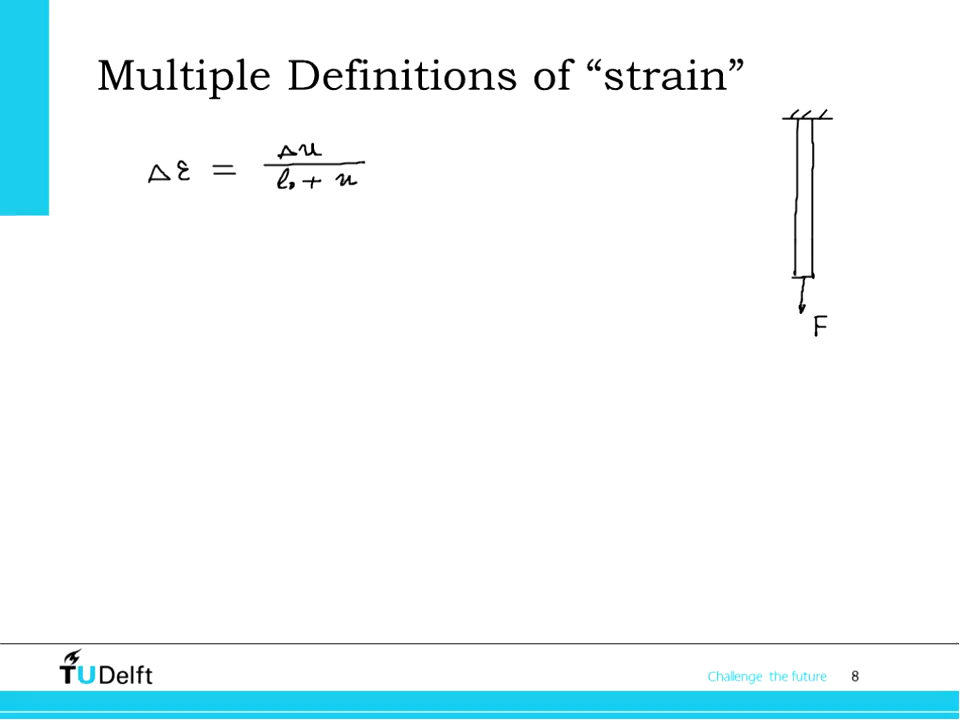 Multiple Definitions of “strain”
Δε = Δu / l₀ + u
F
TUDelft
Challenge the future 8